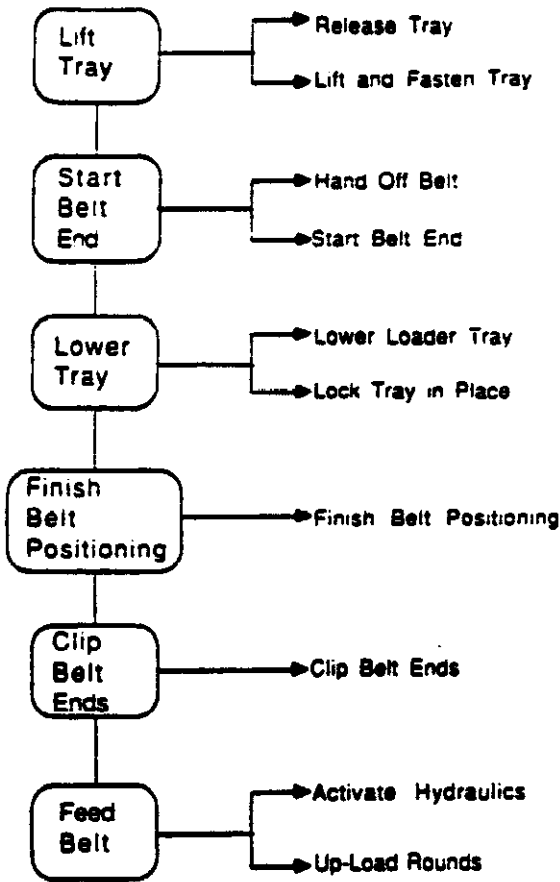 Lift
Tray
Release Tray
Lift and Fasten Tray
Start
Belt
End
Hand Off Belt
Start Belt End
Lower
Tray
Lower Loader Tray
Lock Tray in Place
Finish
Belt
Positioning
Finish Belt Positioning
Clip
Belt
Ends
Clip Belt Ends
Feed
Belt
Activate Hydraulics
Up-Load Rounds